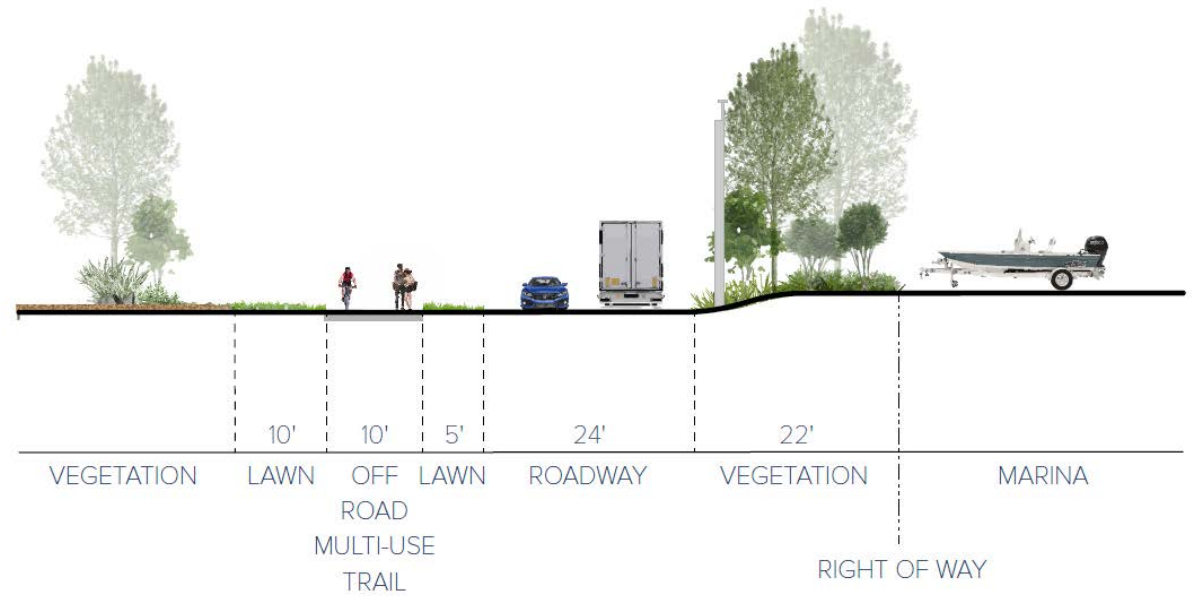 10' 10' 5' 24' 22'
VEGETATION LAWN OFF LAWN ROADWAY VEGETATION MARINA
ROAD
MULTI-USE
TRAIL
RIGHT OF WAY